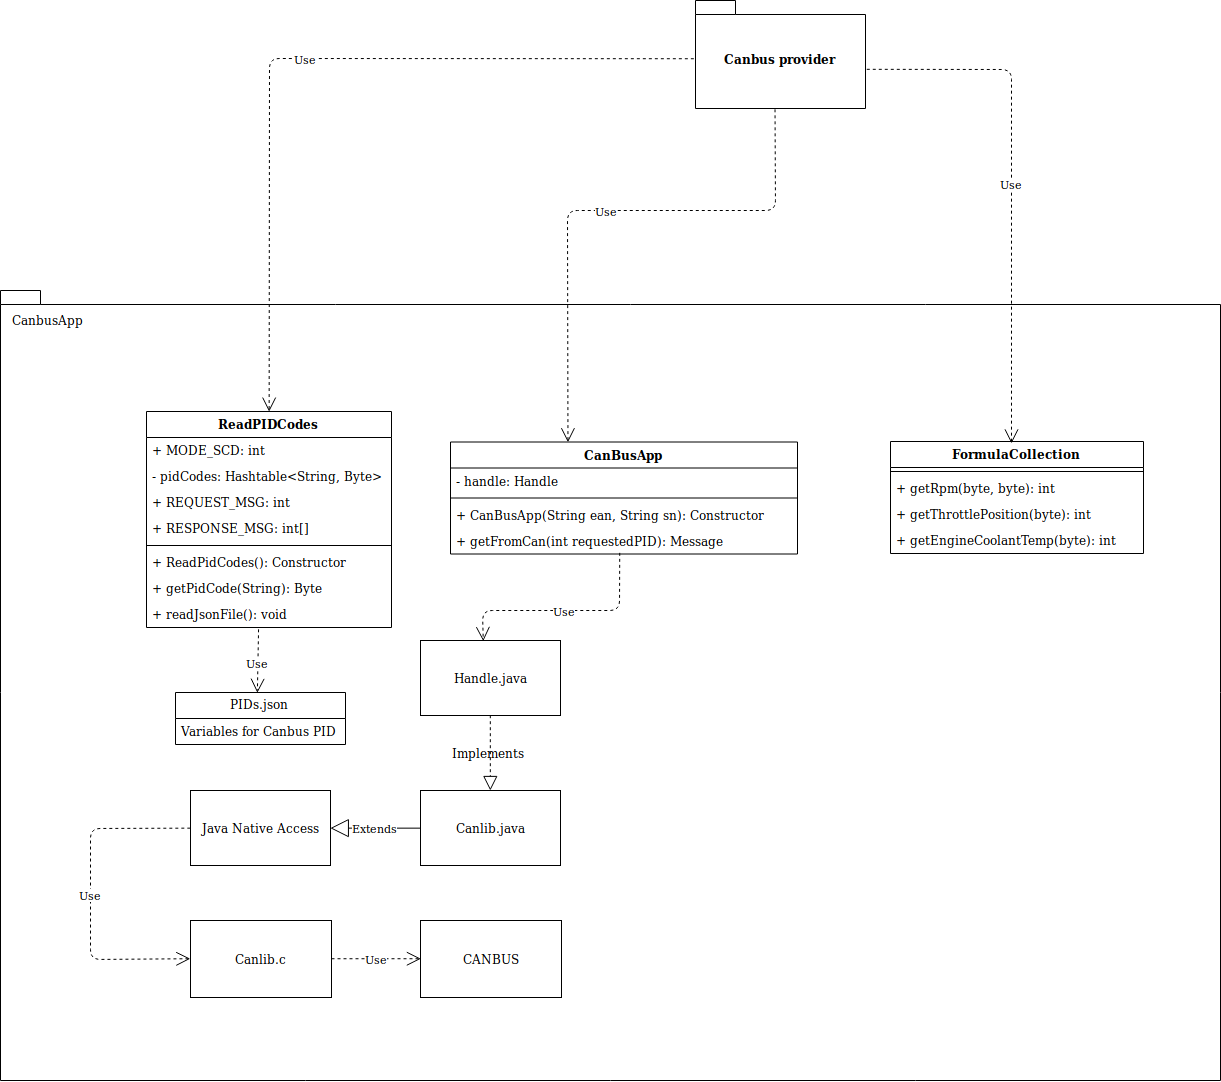 Canbus provider
Use
Use
Use
CanbusApp
ReadPIDCodes
+ MODE_SCD: int
- pidCodes: Hashtable<String, Byte>
+ REQUEST_MSG: int
+ RESPONSE_MSG: int[]
+ ReadPidCodes(): Constructor
+ getPidCode(String): Byte
+ readJsonFile(): void
CanBusApp
- handle: Handle
+ CanBusApp(String ean, String sn): Constructor
+ getFromCan(int requestedPID): Message
FormulaCollection
+ getRpm(byte, byte): int
+ getThrottlePosition(byte): int
+ getEngineCoolantTemp(byte): int
Use
Use
PIDs.json
Variables for Canbus PID
Handle.java
Implements
Java Native Access
Extends
Canlib.java
Use
Canlib.c
Use
CANBUS